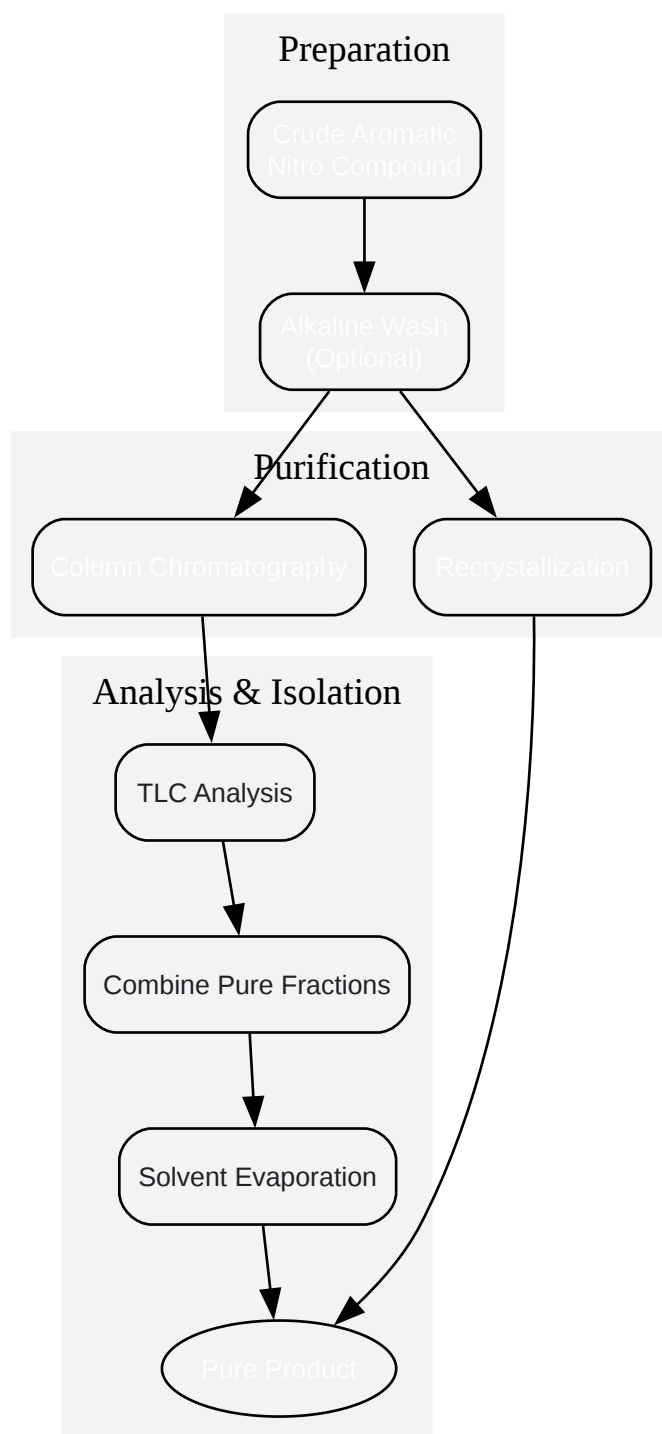 Preparation
Crude Aromatic
Nitro Compound
Alkaline Wash
(Optional)
Purification
Column Chromatography
Recrystallization
Analysis & Isolation
TLC Analysis
Combine Pure Fractions
Solvent Evaporation
Pure Product